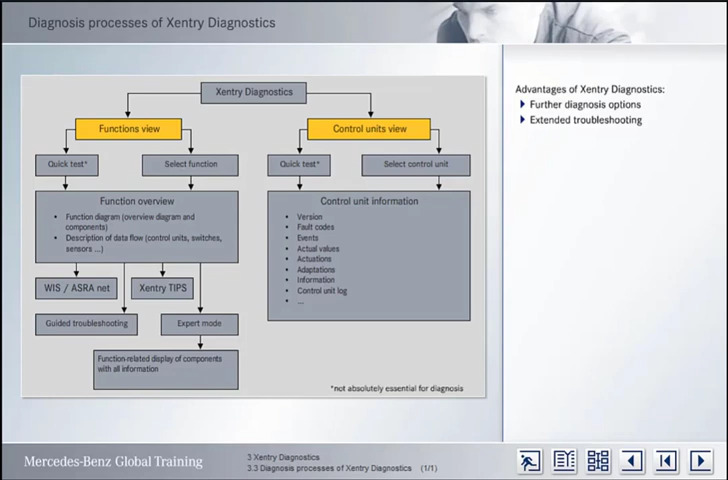 Diagnosis processes of Xentry Diagnostics
Xentry Diagnostics
Functions view
Control units view
Quick test*
Select function
Quick test*
Select control unit
Function overview
• Function diagram (overview diagram and
components)
• Description of data flow (control units, switches,
sensors ...)
Control unit information
• Version
• Fault codes
• Events
• Actual values
• Actuations
• Adaptations
• Information
• Control unit log
• ...
WIS / ASRA net
Xentry TIPS
Guided troubleshooting
Expert mode
Function-related display of components
with all information
*not absolutely essential for diagnosis
Advantages of Xentry Diagnostics:
Further diagnosis options
Extended troubleshooting
Mercedes-Benz Global Training
3 Xentry Diagnostics
3.3 Diagnosis processes of Xentry Diagnostics (1/1)